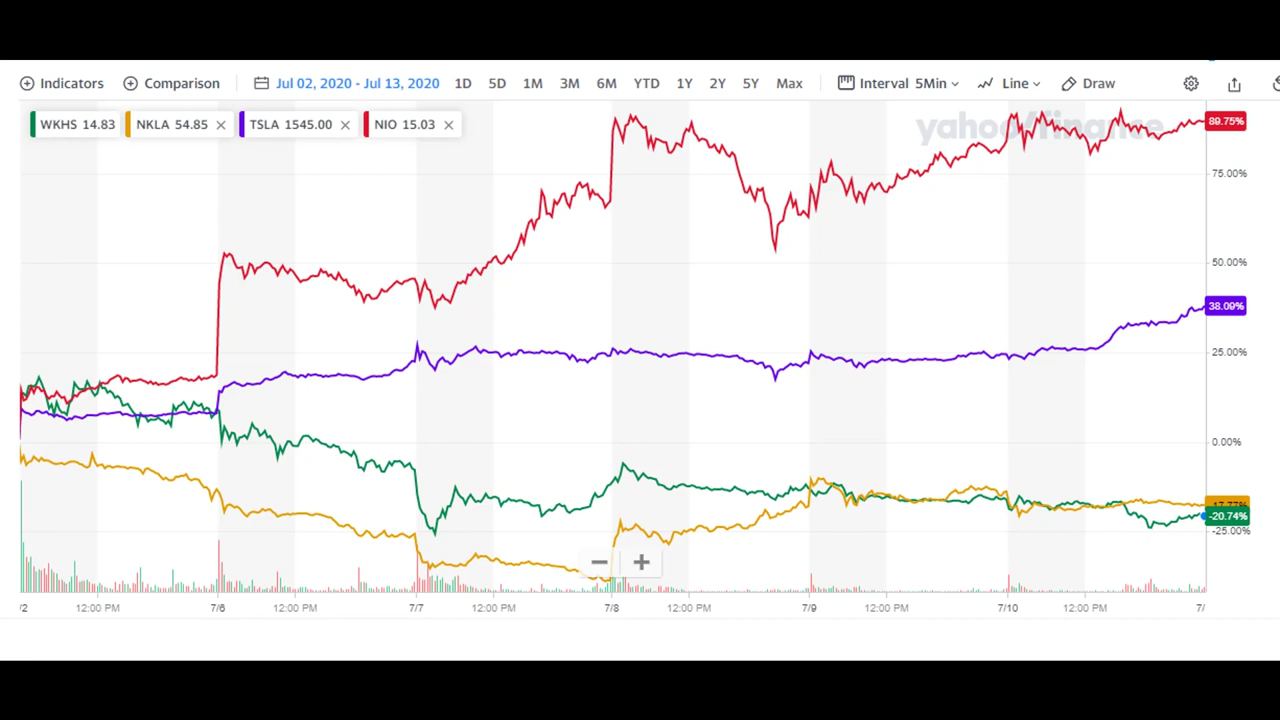 Indicators Comparison Jul 02, 2020 - Jul 13, 2020 1D 5D 1M 3M 6M YTD 1Y 2Y 5Y Max Interval 5Min Line Draw
WKHS 14.83 NKLA 54.85 TSLA 1545.00 NIO 15.03
yahoo/finance
89.75%
75.00%
50.00%
38.09%
25.00%
0.00%
-20.74%
-25.00%
/2 12:00 PM 7/6 12:00 PM 7/7 12:00 PM 7/8 12:00 PM 7/9 12:00 PM 7/10 12:00 PM 7/